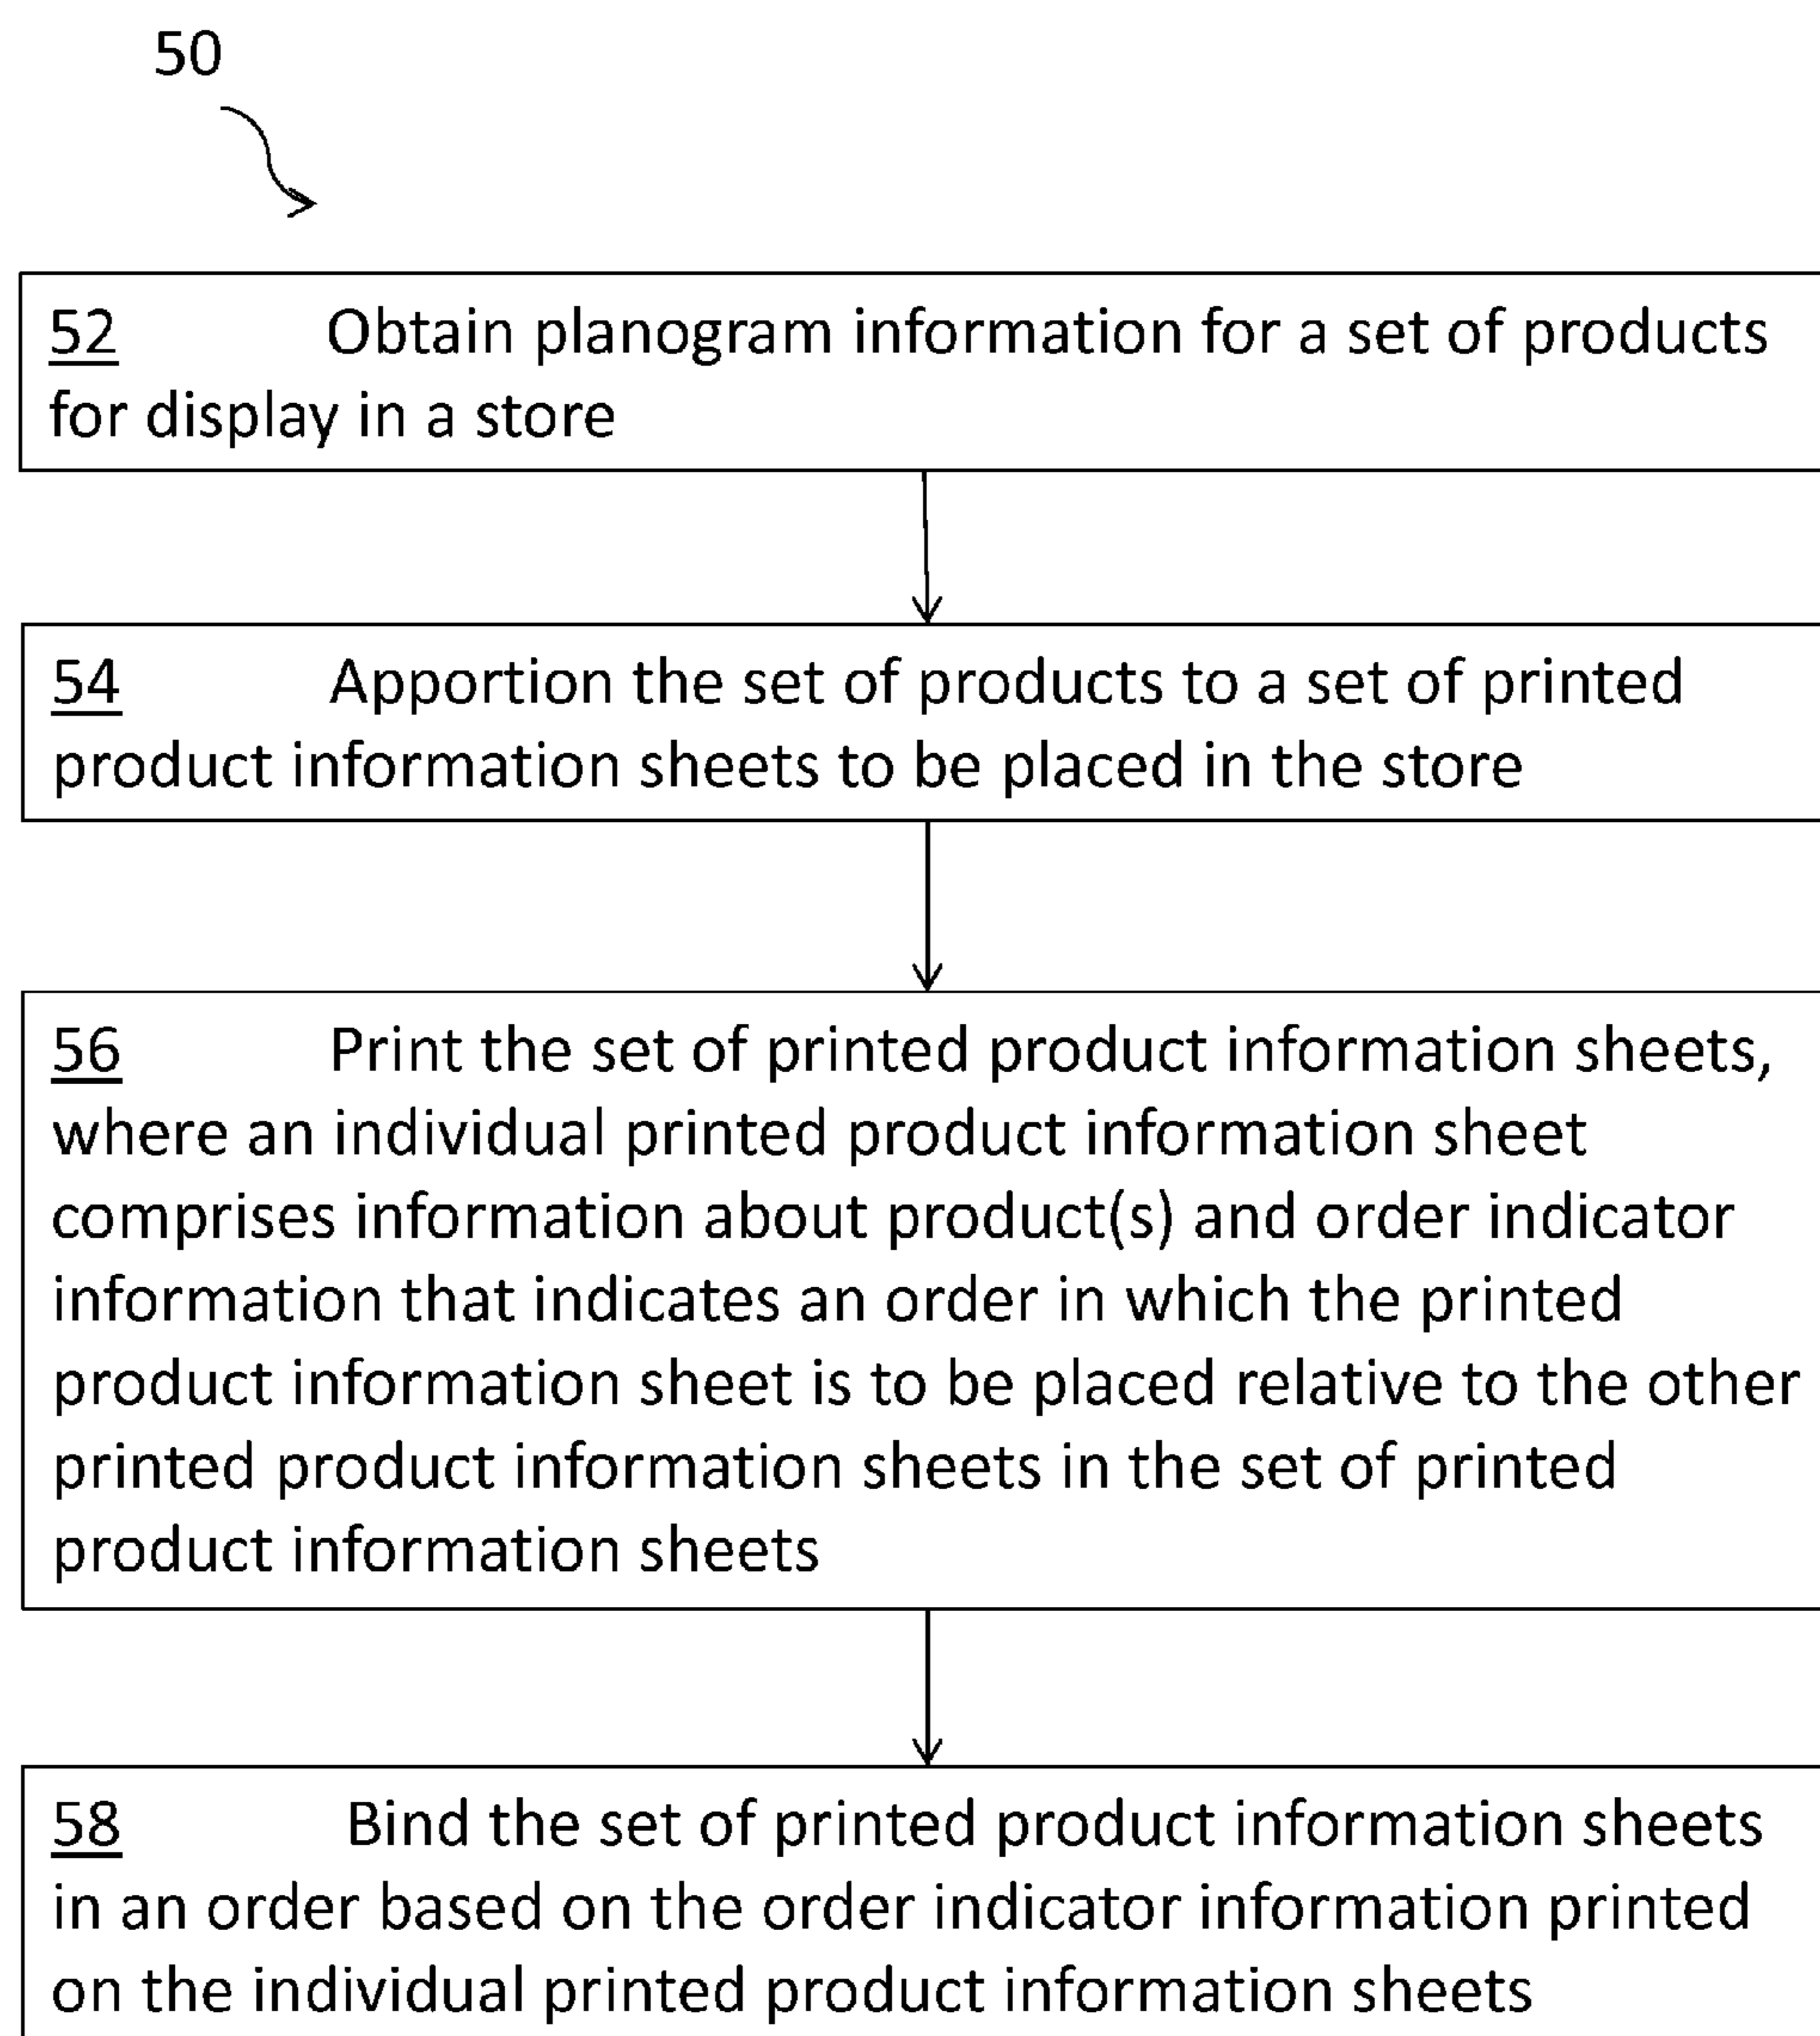 50
52 Obtain planogram information for a set of products
for display in a store
54 Apportion the set of products to a set of printed
product information sheets to be placed in the store
56 Print the set of printed product information sheets,
where an individual printed product information sheet
comprises information about product(s) and order indicator
information that indicates an order in which the printed
product information sheet is to be placed relative to the other
printed product information sheets in the set of printed
product information sheets
58 Bind the set of printed product information sheets
in an order based on the order indicator information printed
on the individual printed product information sheets